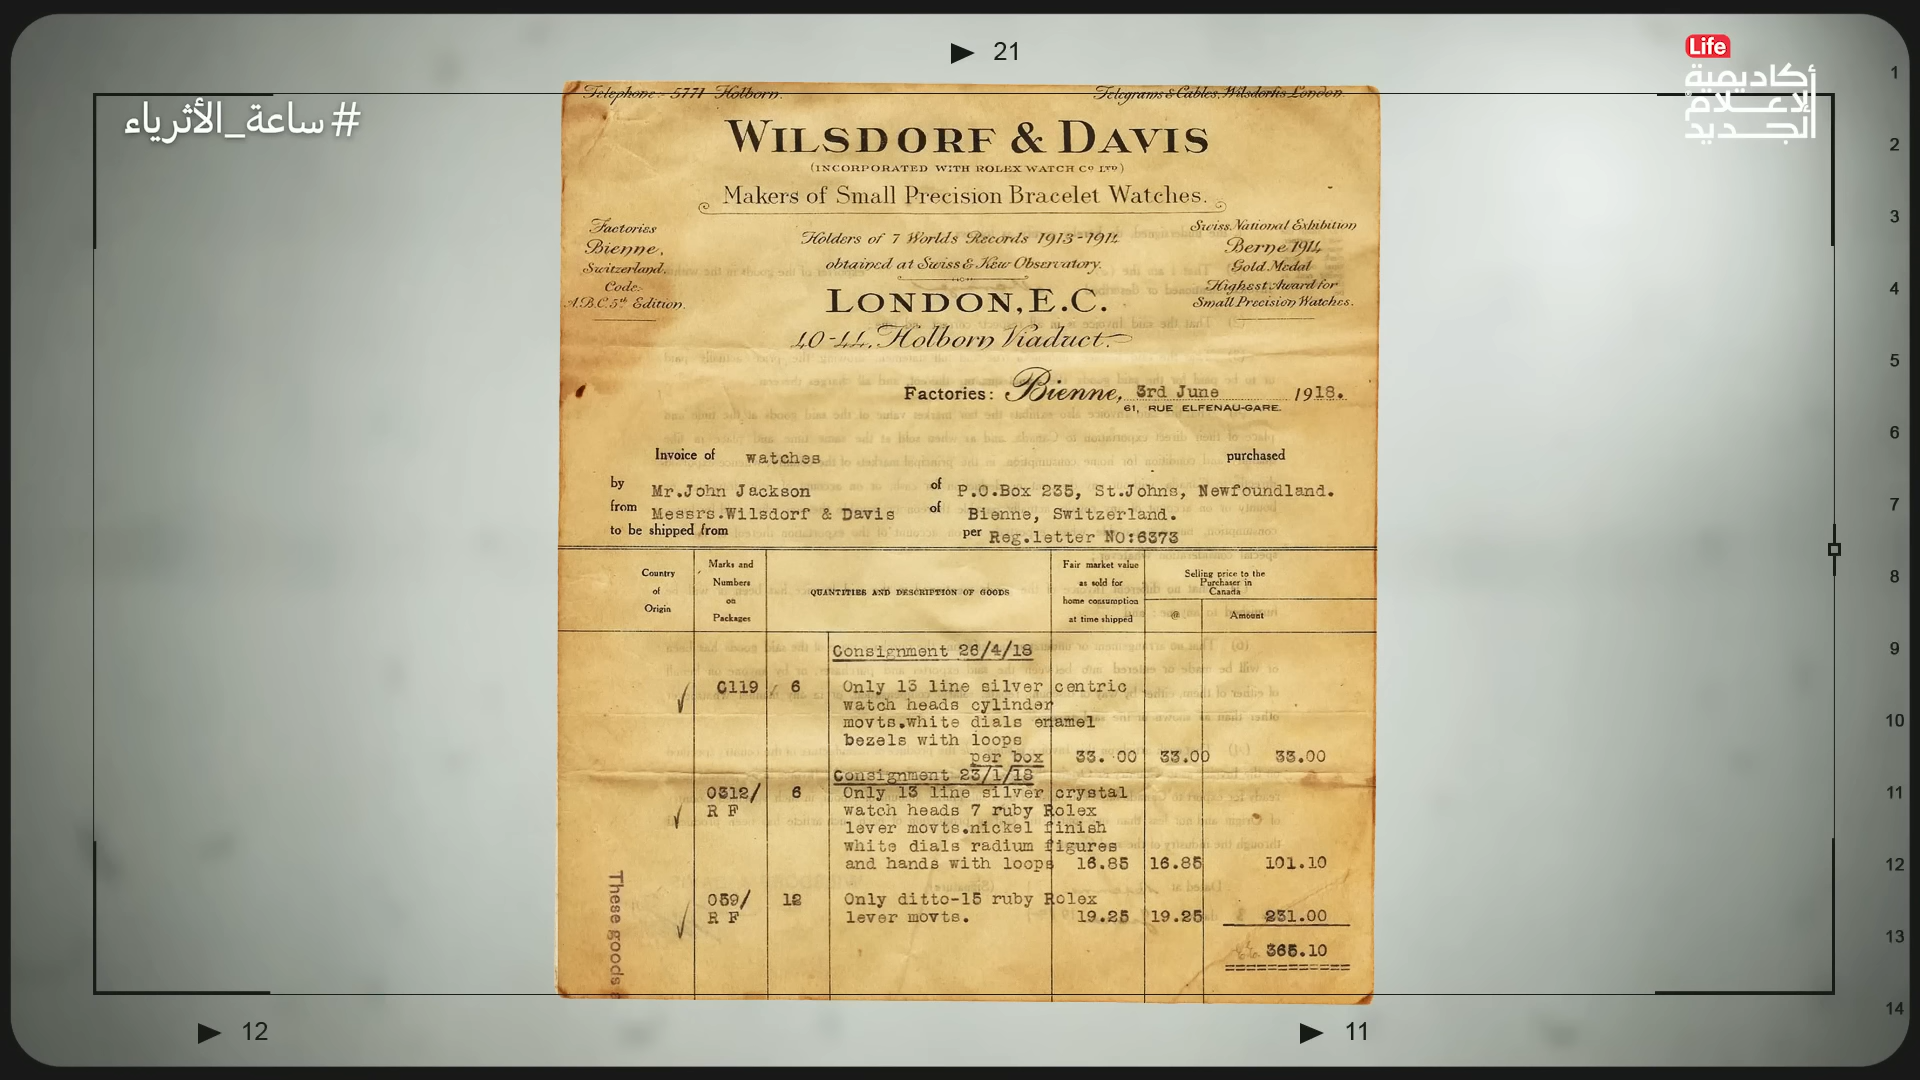 ▶ 21
Life
أكاديمية
الإعلام
الجديد
#ساعة_الأثرياء
Telephone:- 5771 Holborn.
Telegrams & Cables, Wilsdorfis London.
WILSDORF & DAVIS
(INCORPORATED WITH ROLEX WATCH Co LTD)
Makers of Small Precision Bracelet Watches.
Factories
Bienne,
Switzerland.
Code:
A.B.C. 5th Edition.
Holders of 7 Worlds Records 1913-1914
obtained at Swiss & Kew Observatory.
Swiss National Exhibition
Berne 1914
Gold Medal
Highest Award for
Small Precision Watches.
LONDON, E.C.
40-44, Holborn Viaduct.
Factories: Bienne, 3rd June 1918.
61, RUE ELFENAU-GARE.
Invoice of watches purchased
by Mr.John Jackson of P.O.Box 235, St.Johns, Newfoundland.
from Messrs.Wilsdorf & Davis of Bienne, Switzerland.
to be shipped from per Reg.letter NO:6373
Country
of
Origin
Marks and
Numbers
on
Packages
QUANTITIES AND DESCRIPTION OF GOODS
Fair market value
as sold for
home consumption
at time shipped
Selling price to the
Purchaser in
Canada
@ Amount
Consignment 26/4/18
0119 6 Only 13 line silver centric
watch heads cylinder
movts.white dials enamel
bezels with loops
per box 33.00 33.00 33.00
Consignment 23/1/18
0312/ 6 Only 13 line silver crystal
R F watch heads 7 ruby Rolex
lever movts.nickel finish
white dials radium figures
and hands with loops 16.85 16.85 101.10
059/ 12 Only ditto-15 ruby Rolex
R F lever movts. 19.25 19.25 231.00
365.10
These goods
1
2
3
4
5
6
7
8
9
10
11
12
13
14
▶ 12
▶ 11